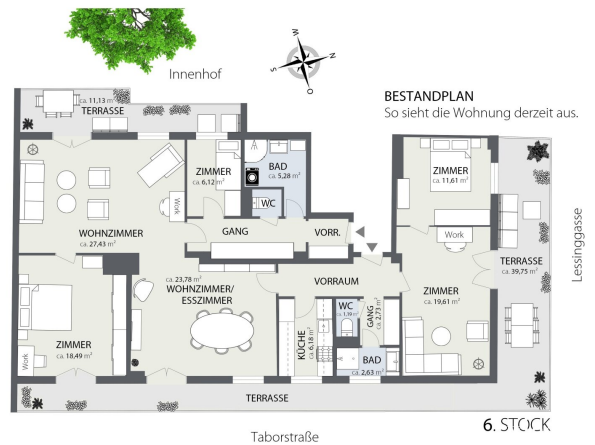 Innenhof
W
N
S
O
BESTANDPLAN
So sieht die Wohnung derzeit aus.
ca. 11,13 m²
TERRASSE
ZIMMER
ca. 6,12 m²
BAD
ca. 5,28 m²
WC
ZIMMER
ca. 11,61 m²
Work
WOHNZIMMER
ca. 27,43 m²
GANG
VORR.
Work
TERRASSE
ca. 39,75 m²
Lessinggasse
ca. 23,78 m²
WOHNZIMMER/
ESSZIMMER
VORRAUM
ZIMMER
ca. 19,61 m²
ZIMMER
ca. 18,49 m²
Work
KÜCHE
ca. 6,18 m²
WC
ca. 1,19 m²
GANG
ca. 2,73 m²
BAD
ca. 2,63 m²
TERRASSE
6. STOCK
Taborstraße